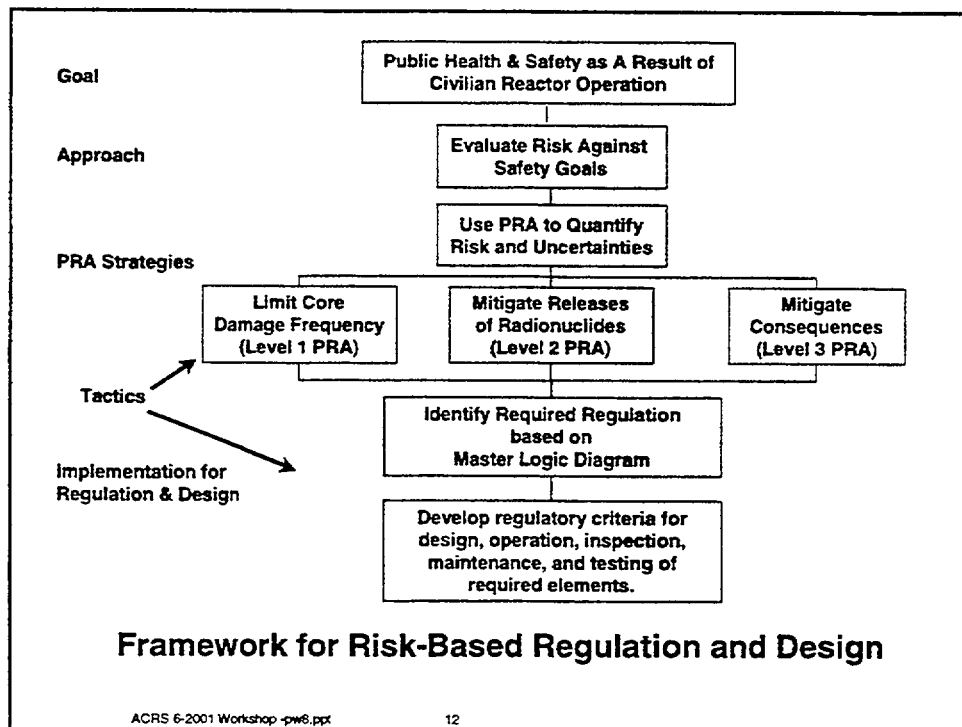 Goal
Public Health & Safety as A Result of
Civilian Reactor Operation
Approach
Evaluate Risk Against
Safety Goals
Use PRA to Quantify
Risk and Uncertainties
PRA Strategies
Limit Core
Damage Frequency
(Level 1 PRA)
Mitigate Releases
of Radionuclides
(Level 2 PRA)
Mitigate
Consequences
(Level 3 PRA)
Tactics
Identify Required Regulation
based on
Master Logic Diagram
Implementation for
Regulation & Design
Develop regulatory criteria for
design, operation, inspection,
maintenance, and testing of
required elements.
Framework for Risk-Based Regulation and Design
ACRS 6-2001 Workshop -pw8.ppt
12